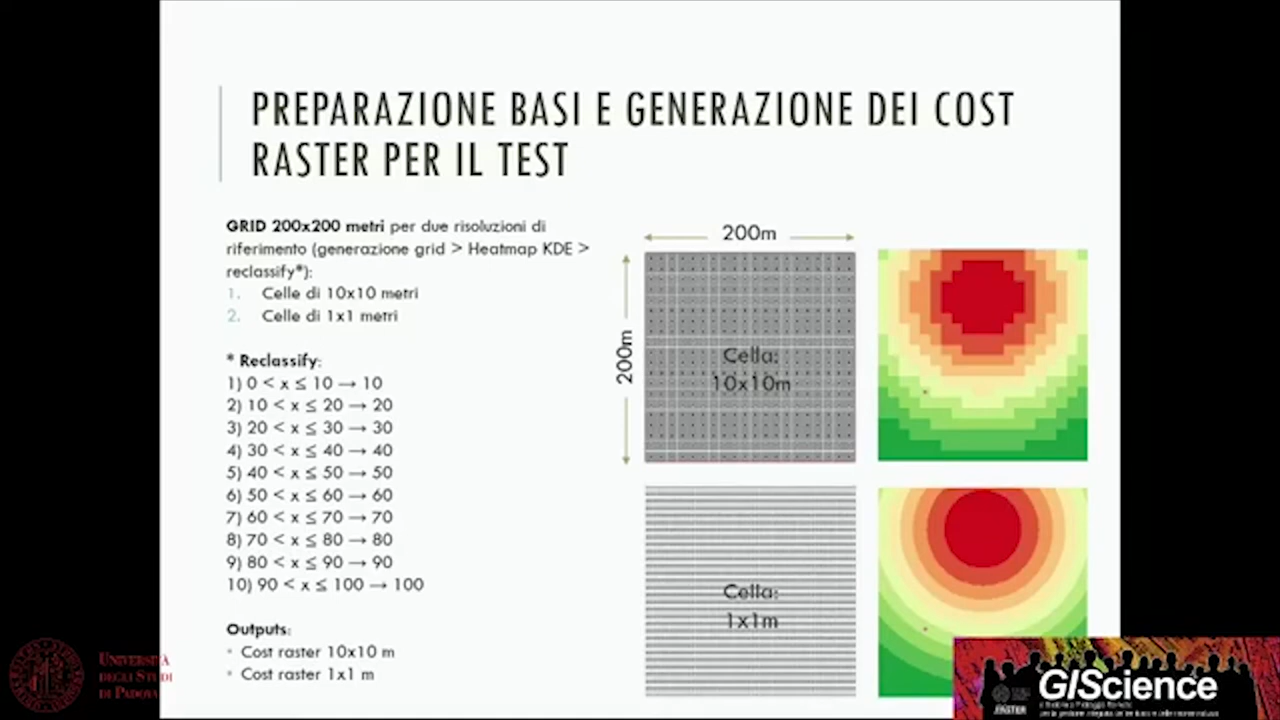 PREPARAZIONE BASI E GENERAZIONE DEI COST
RASTER PER IL TEST
GRID 200x200 metri per due risoluzioni di
riferimento (generazione grid > Heatmap KDE >
reclassify*):
1. Celle di 10x10 metri
2. Celle di 1x1 metri
* Reclassify:
1) 0 < x ≤ 10 → 10
2) 10 < x ≤ 20 → 20
3) 20 < x ≤ 30 → 30
4) 30 < x ≤ 40 → 40
5) 40 < x ≤ 50 → 50
6) 50 < x ≤ 60 → 60
7) 60 < x ≤ 70 → 70
8) 70 < x ≤ 80 → 80
9) 80 < x ≤ 90 → 90
10) 90 < x ≤ 100 → 100
Outputs:
• Cost raster 10x10 m
• Cost raster 1x1 m
200m
200m
Cella:
10x10m
Cella:
1x1m
UNIVERSITÀ
DEGLI STUDI
DI PADOVA
GIScience